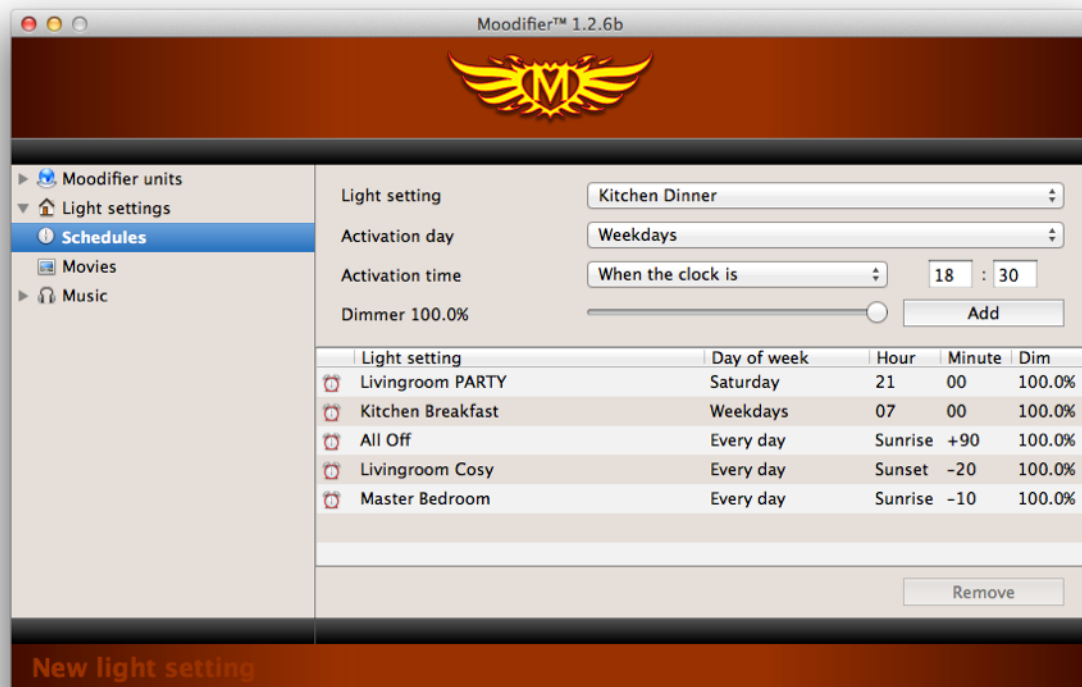 Moodifier™ 1.2.6b
M
Moodifier units
Light settings
Schedules
Movies
Music
Light setting Kitchen Dinner
Activation day Weekdays
Activation time When the clock is 18 : 30
Dimmer 100.0% Add
Light setting Day of week Hour Minute Dim
Livingroom PARTY Saturday 21 00 100.0%
Kitchen Breakfast Weekdays 07 00 100.0%
All Off Every day Sunrise +90 100.0%
Livingroom Cosy Every day Sunset -20 100.0%
Master Bedroom Every day Sunrise -10 100.0%
Remove
New light setting